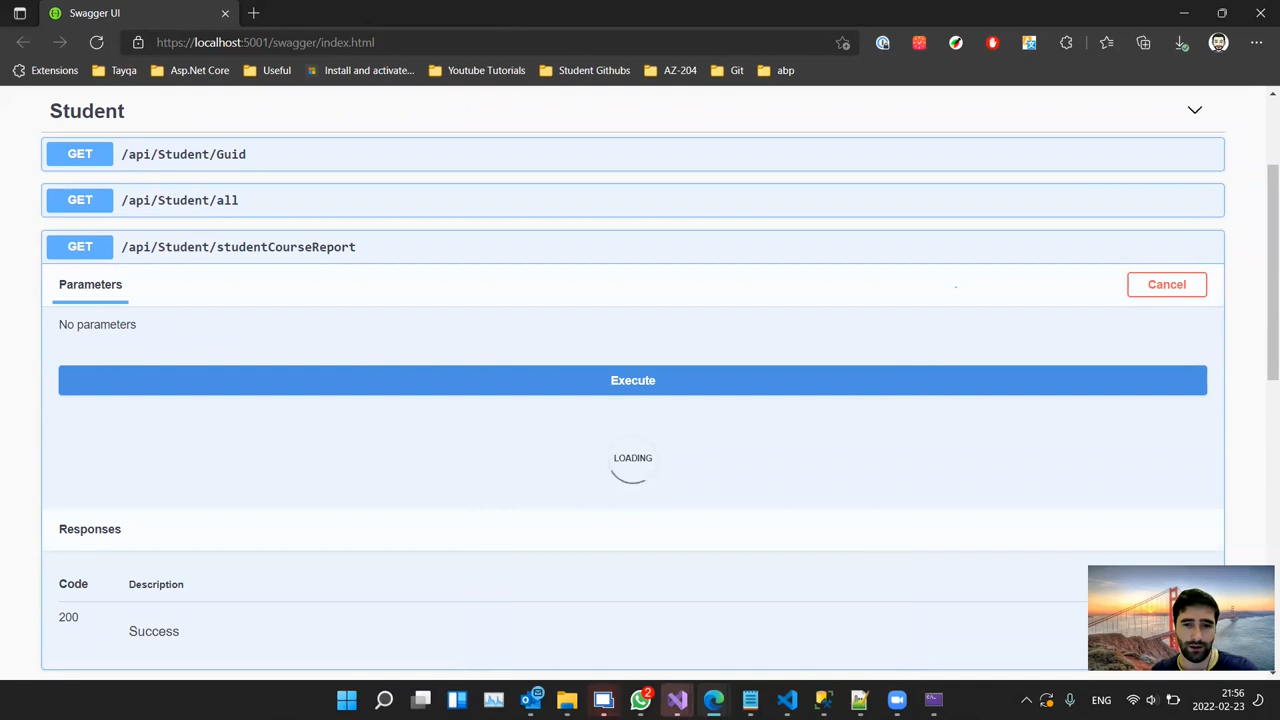 Swagger UI
https://localhost:5001/swagger/index.html
Extensions Tayqa Asp.Net Core Useful Install and activate... Youtube Tutorials Student Githubs AZ-204 Git abp
Student
GET /api/Student/Guid
GET /api/Student/all
GET /api/Student/studentCourseReport
Parameters Cancel
No parameters
Execute
LOADING
Responses
Code Description
200 Success
2
ENG 21:56
2022-02-23